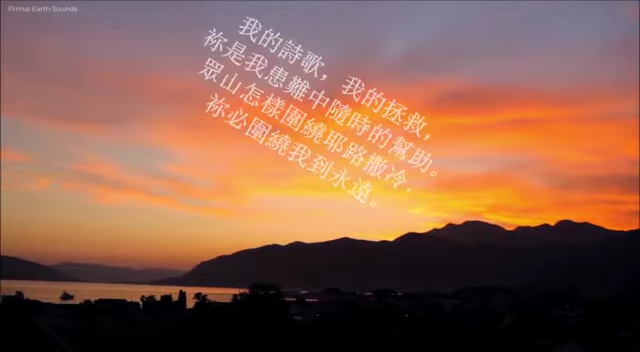 Primal Earth Sounds
我的詩歌，我的拯救，
祢是我患難中隨時的幫助。
眾山怎樣圍繞耶路撒冷.
祢必圍繞我到永遠。